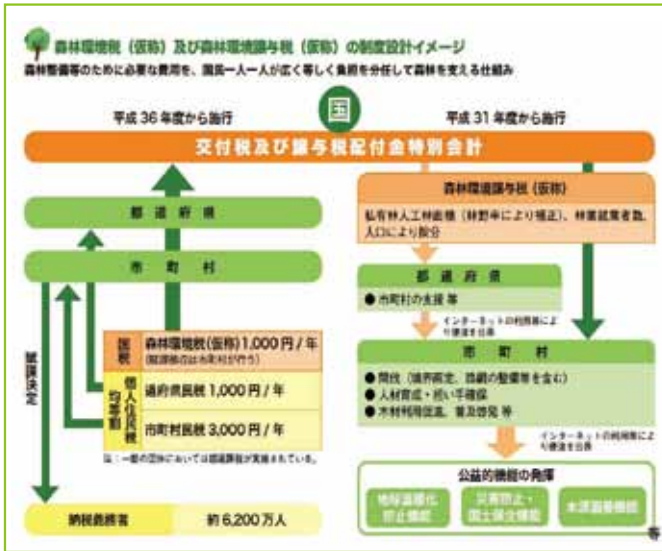 森林環境税（仮称）及び森林環境譲与税（仮称）の制度設計イメージ
森林整備等のために必要な費用を、国民一人一人が広く等しく負担を分任して森林を支える仕組み
国
平成36年度から施行
平成31年度から施行
交付税及び譲与税配付金特別会計
都道府県
市町村
賦課決定
国税
森林環境税(仮称)1,000円/年
(賦課徴収は市町村が行う)
個人住民税
均等割
道府県民税 1,000円/年
市町村民税 3,000円/年
注：一部の団体においては超過課税が実施されている。
納税義務者
約6,200万人
森林環境譲与税（仮称）
私有林人工林面積（林野率により補正）、林業就業者数、
人口により按分
都道府県
● 市町村の支援 等
インターネットの利用等によ
り使途を公表
市町村
● 間伐（境界画定、路網の整備等を含む）
● 人材育成・担い手確保
● 木材利用促進、普及啓発 等
インターネットの利用等によ
り使途を公表
公益的機能の発揮
地球温暖化
防止機能
災害防止・
国土保全機能
水源涵養機能
等